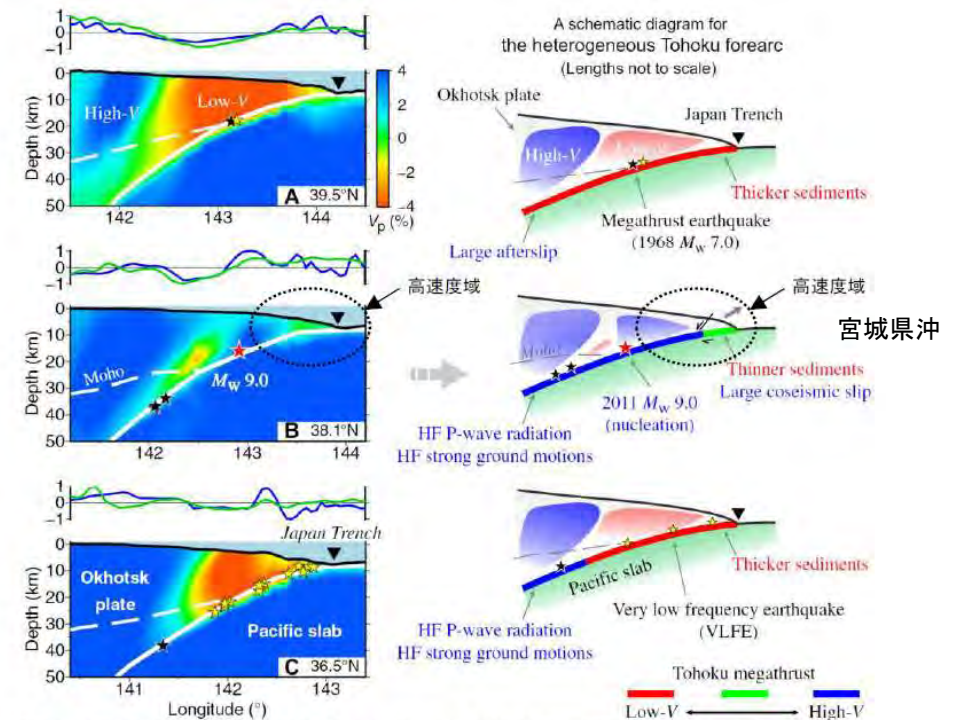 1
0
−1
0
10
20
30
40
50
Depth (km)
High-V
Low-V
A 39.5°N
142
143
144
4
2
0
−2
−4
Vp (%)
1
0
−1
高速度域
0
10
20
30
40
50
Depth (km)
Moho
Mw 9.0
B 38.1°N
142
143
144
1
0
−1
Japan Trench
0
10
20
30
40
50
Depth (km)
Okhotsk
plate
Pacific slab
C 36.5°N
141
142
143
Longitude (°)
A schematic diagram for
the heterogeneous Tohoku forearc
(Lengths not to scale)
Okhotsk plate
Japan Trench
High-V
Thicker sediments
Megathrust earthquake
(1968 Mw 7.0)
Large afterslip
高速度域
宮城県沖
Moho
Thinner sediments
Large coseismic slip
2011 Mw 9.0
(nucleation)
HF P-wave radiation
HF strong ground motions
Thicker sediments
Pacific slab
Very low frequency earthquake
(VLFE)
HF P-wave radiation
HF strong ground motions
Tohoku megathrust
Low-V
High-V